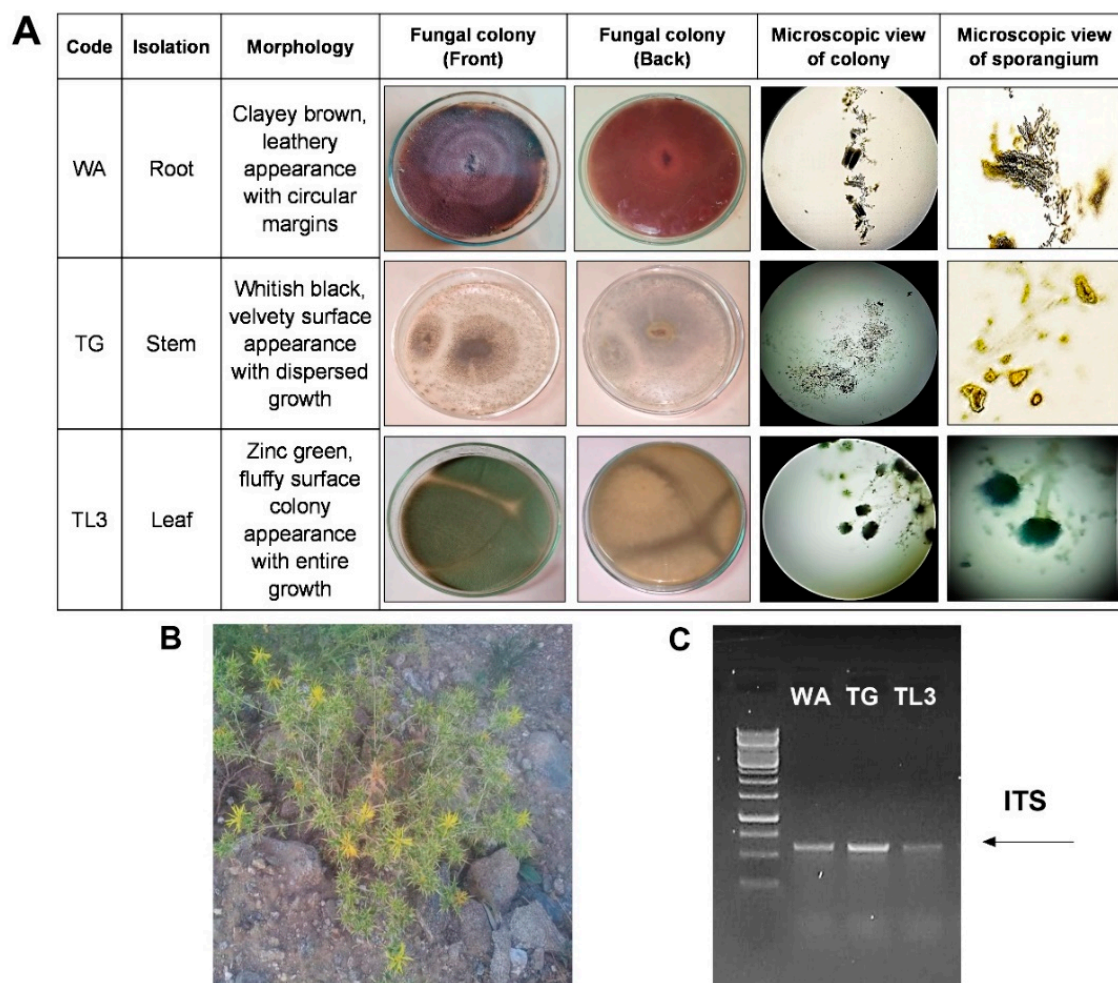 A
Code
Isolation
Morphology
Fungal colony
(Front)
Fungal colony
(Back)
Microscopic view
of colony
Microscopic view
of sporangium
WA
Root
Clayey brown,
leathery
appearance
with circular
margins
TG
Stem
Whitish black,
velvety surface
appearance
with dispersed
growth
TL3
Leaf
Zinc green,
fluffy surface
colony
appearance
with entire
growth
B
C
WA TG TL3
ITS